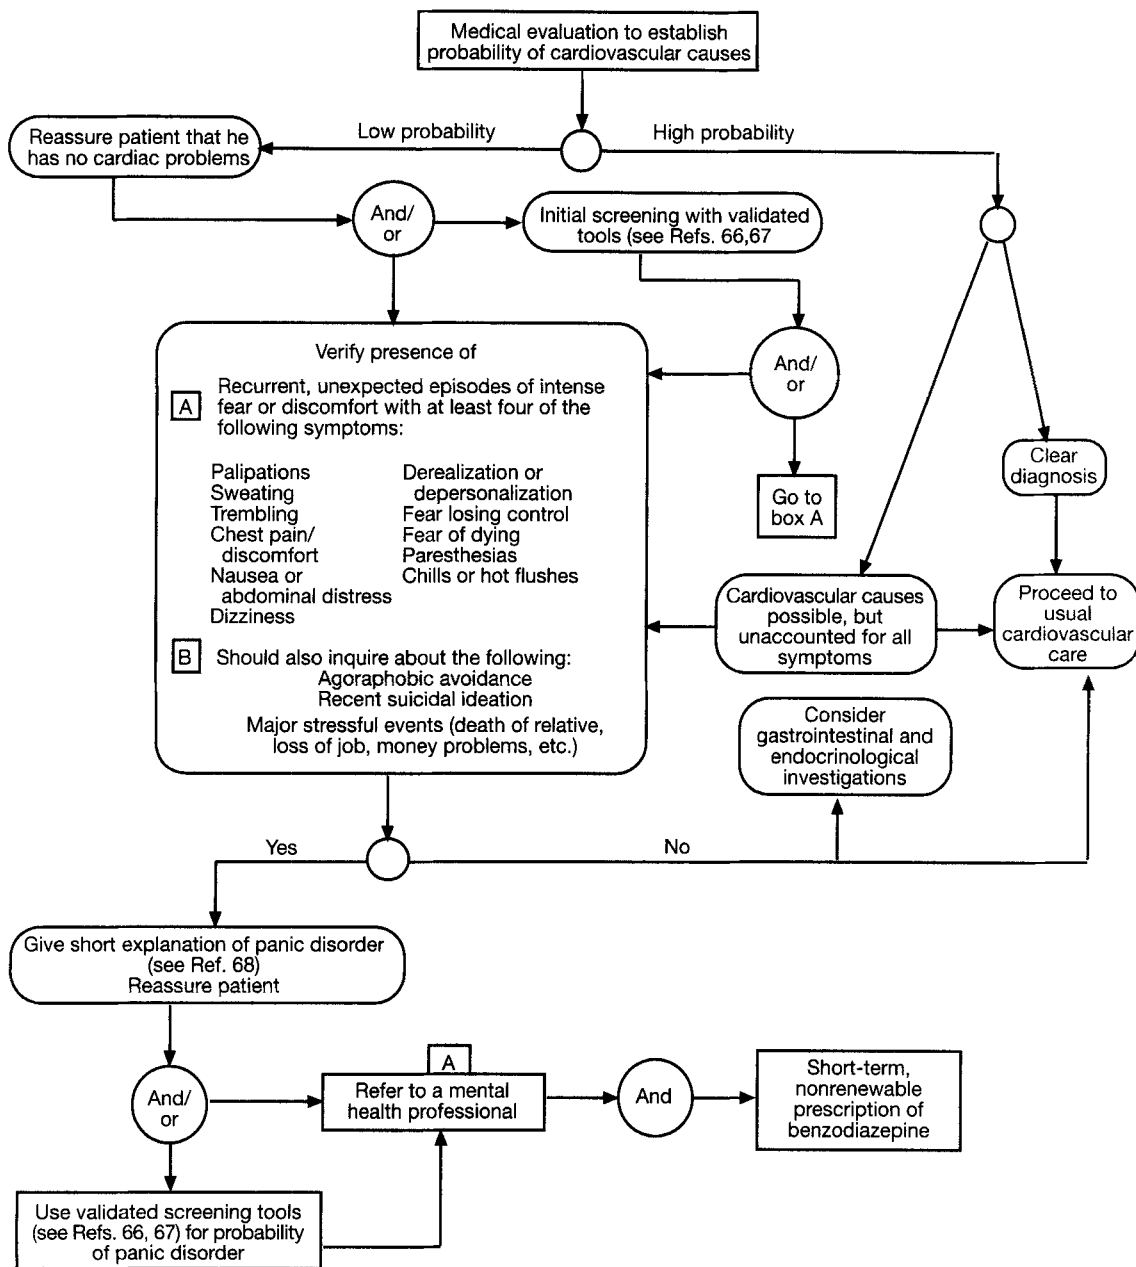 Medical evaluation to establish
probability of cardiovascular causes
Low probability
High probability
Reassure patient that he
has no cardiac problems
And/
or
Initial screening with validated
tools (see Refs. 66,67
Verify presence of
A
Recurrent, unexpected episodes of intense
fear or discomfort with at least four of the
following symptoms:
Palipations
Sweating
Trembling
Chest pain/
discomfort
Nausea or
abdominal distress
Dizziness
Derealization or
depersonalization
Fear losing control
Fear of dying
Paresthesias
Chills or hot flushes
B
Should also inquire about the following:
Agoraphobic avoidance
Recent suicidal ideation
Major stressful events (death of relative,
loss of job, money problems, etc.)
And/
or
Go to
box A
Clear
diagnosis
Cardiovascular causes
possible, but
unaccounted for all
symptoms
Proceed to
usual
cardiovascular
care
Consider
gastrointestinal and
endocrinological
investigations
Yes
No
Give short explanation of panic disorder
(see Ref. 68)
Reassure patient
And/
or
A
Refer to a mental
health professional
And
Short-term,
nonrenewable
prescription of
benzodiazepine
Use validated screening tools
(see Refs. 66, 67) for probability
of panic disorder